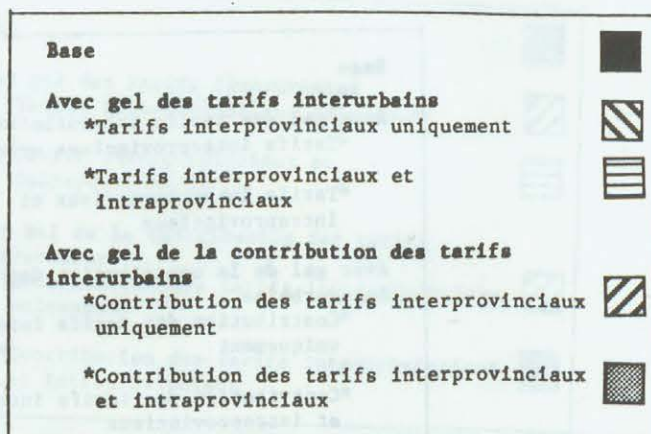 Base
Avec gel des tarifs interurbains
*Tarifs interprovinciaux uniquement
*Tarifs interprovinciaux et
intraprovinciaux
Avec gel de la contribution des tarifs
interurbains
*Contribution des tarifs interprovinciaux
uniquement
*Contribution des tarifs interprovinciaux
et intraprovinciaux